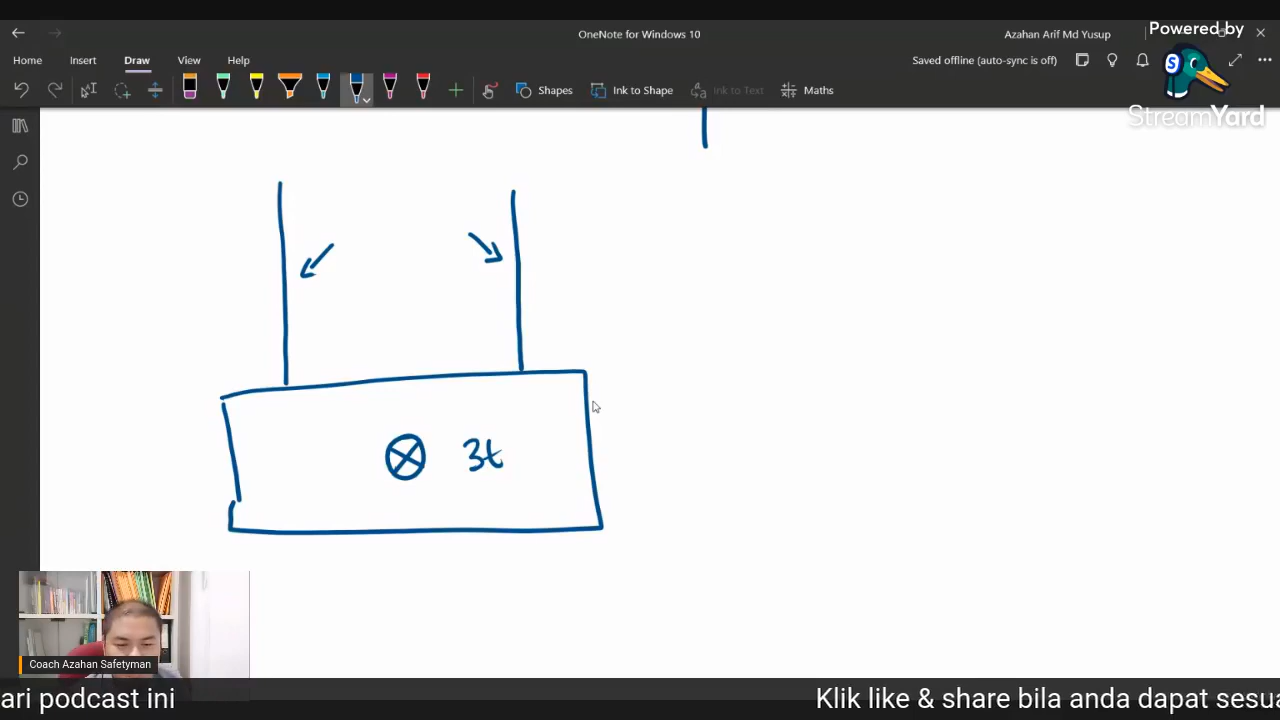 OneNote for Windows 10
Azahan Arif Md Yusup
Powered by
Home Insert Draw View Help
Saved offline (auto-sync is off)
Shapes Ink to Shape Ink to Text Maths
S
StreamYard
3t
Coach Azahan Safetyman
ari podcast ini Klik like & share bila anda dapat sesua